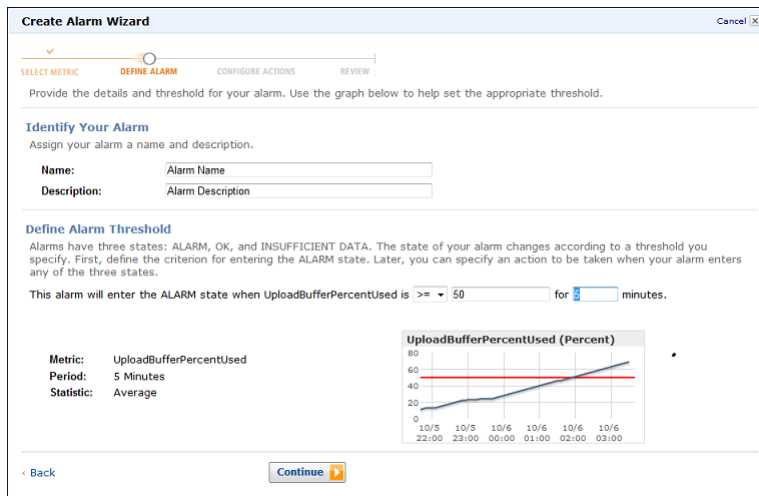 Create Alarm Wizard
Cancel X
SELECT METRIC
DEFINE ALARM
CONFIGURE ACTIONS
REVIEW
Provide the details and threshold for your alarm. Use the graph below to help set the appropriate threshold.
Identify Your Alarm
Assign your alarm a name and description.
Name: Alarm Name
Description: Alarm Description
Define Alarm Threshold
Alarms have three states: ALARM, OK, and INSUFFICIENT DATA. The state of your alarm changes according to a threshold you
specify. First, define the criterion for entering the ALARM state. Later, you can specify an action to be taken when your alarm enters
any of the three states.
This alarm will enter the ALARM state when UploadBufferPercentUsed is >= 50 for 5 minutes.
Metric: UploadBufferPercentUsed
Period: 5 Minutes
Statistic: Average
UploadBufferPercentUsed (Percent)
80
60
40
20
0
10/5 10/5 10/6 10/6 10/6 10/6
22:00 23:00 00:00 01:00 02:00 03:00
< Back
Continue